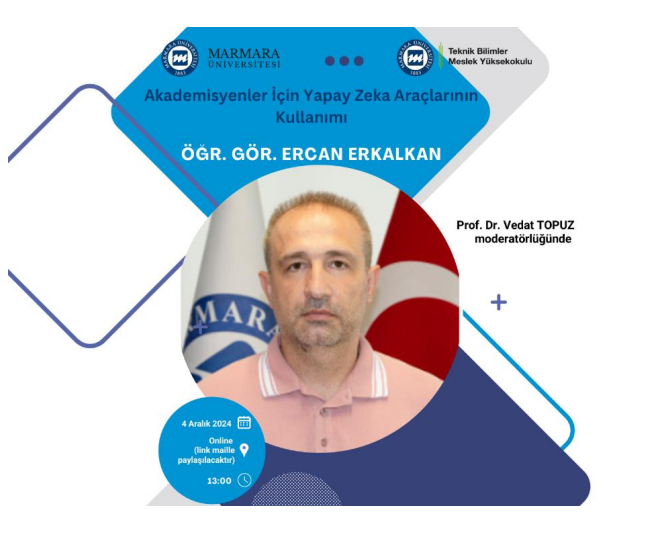 MARMARA
ÜNİVERSİTESİ
Teknik Bilimler
Meslek Yüksekokulu
Akademisyenler İçin Yapay Zeka Araçlarının
Kullanımı
ÖĞR. GÖR. ERCAN ERKALKAN
Prof. Dr. Vedat TOPUZ
moderatörlüğünde
MARMARA
4 Aralık 2024
Online
(link maille
paylaşılacaktır)
13:00